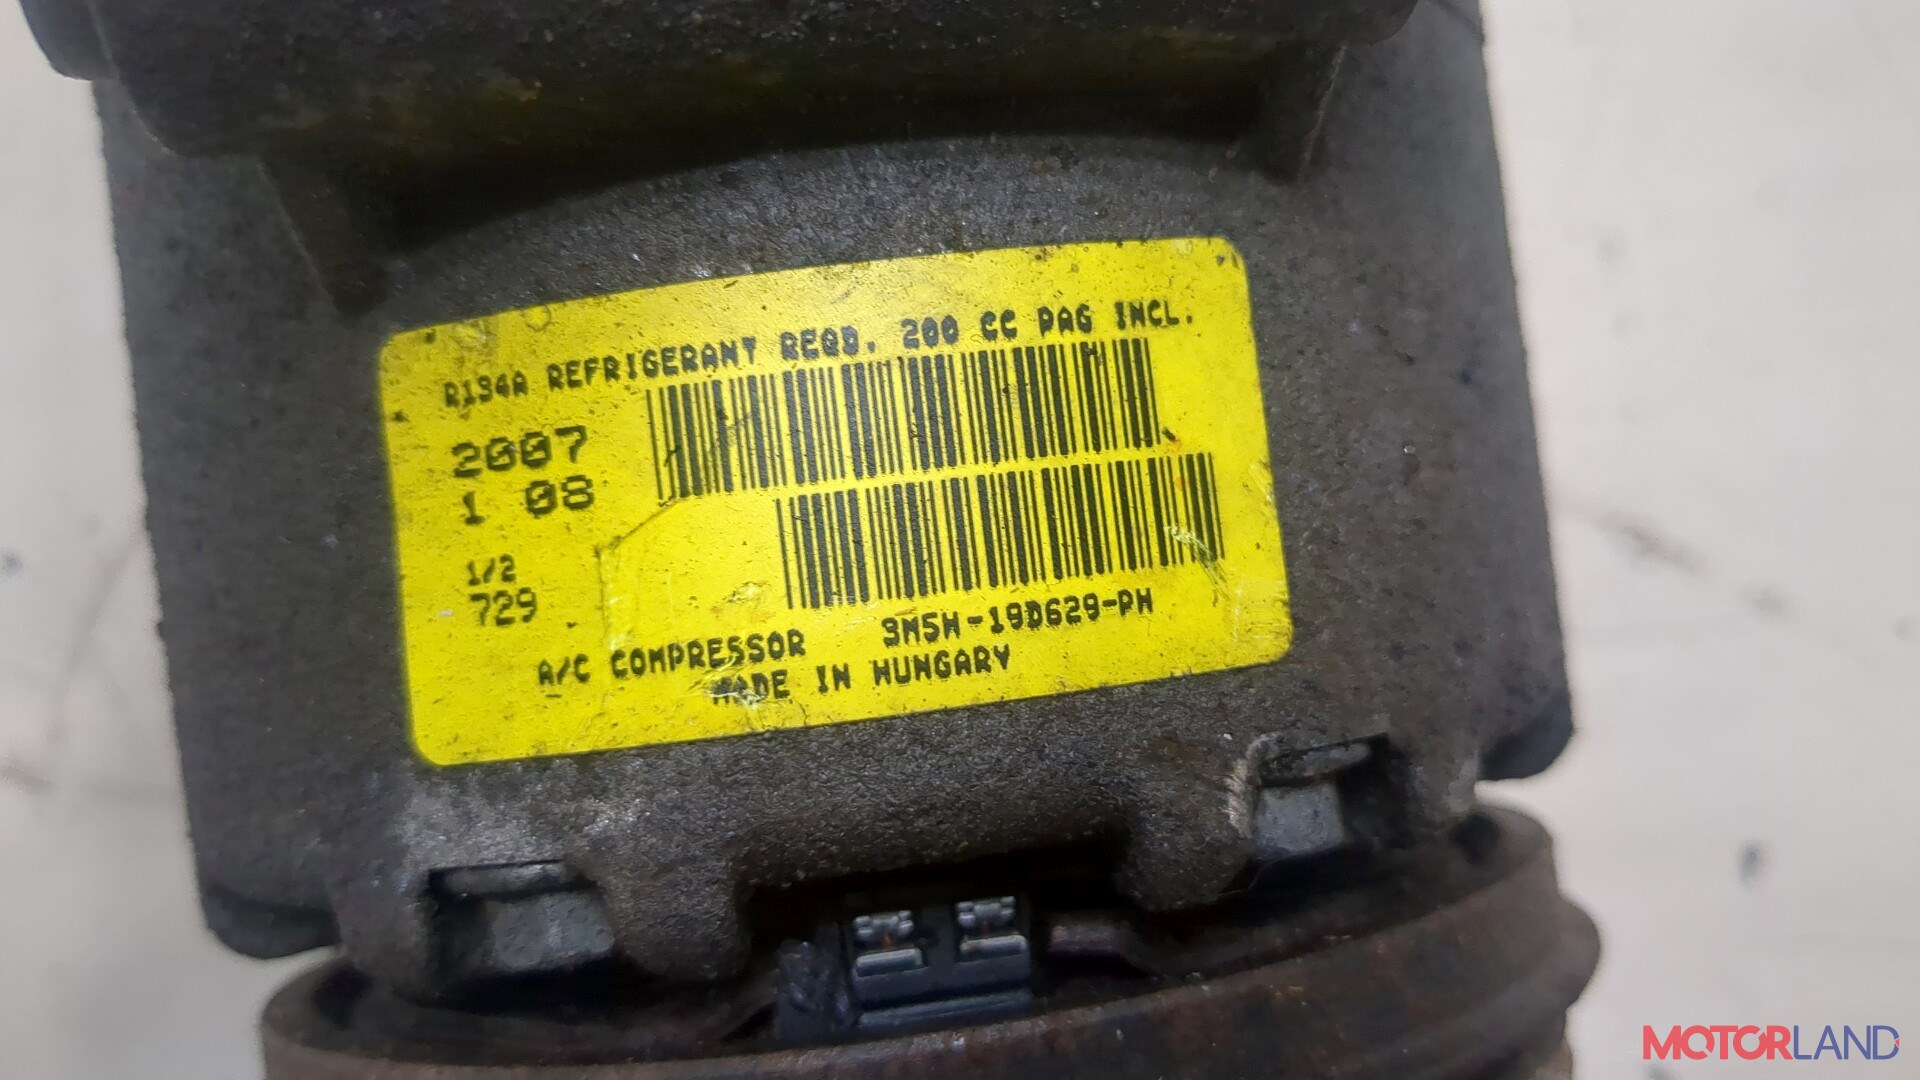 R134A REFRIGERANT REQD. 200 CC PAG INCL.
2007
1 08
1/2
729
A/C COMPRESSOR 3M5H-19D629-PH
MADE IN HUNGARY
MOTORLAND